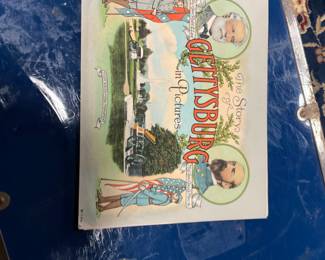 The Story
of
GETTYSBURG
in Pictures